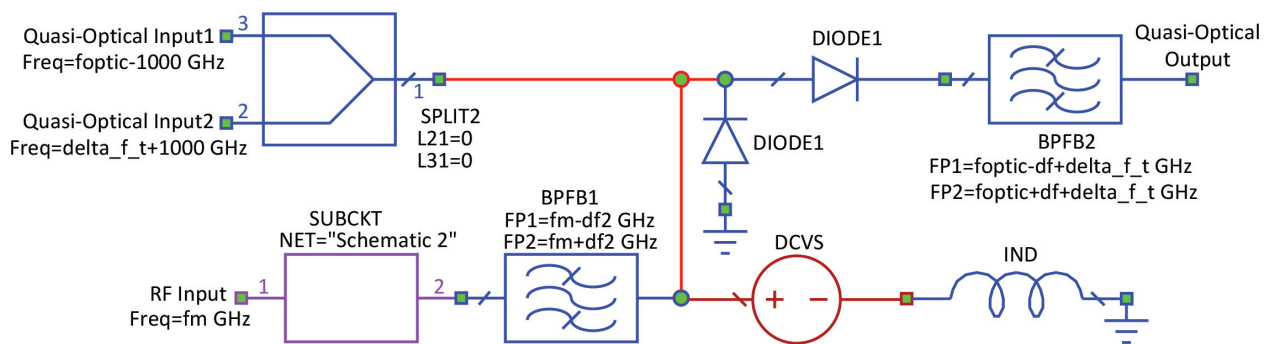 Quasi-Optical Input1
Freq=foptic-1000 GHz
3
Quasi-Optical Input2
Freq=delta_f_t+1000 GHz
2
1
SPLIT2
L21=0
L31=0
DIODE1
DIODE1
Quasi-Optical
Output
BPFB2
FP1=foptic-df+delta_f_t GHz
FP2=foptic+df+delta_f_t GHz
RF Input
Freq=fm GHz
1
SUBCKT
NET="Schematic 2"
2
BPFB1
FP1=fm-df2 GHz
FP2=fm+df2 GHz
DCVS
+ −
IND